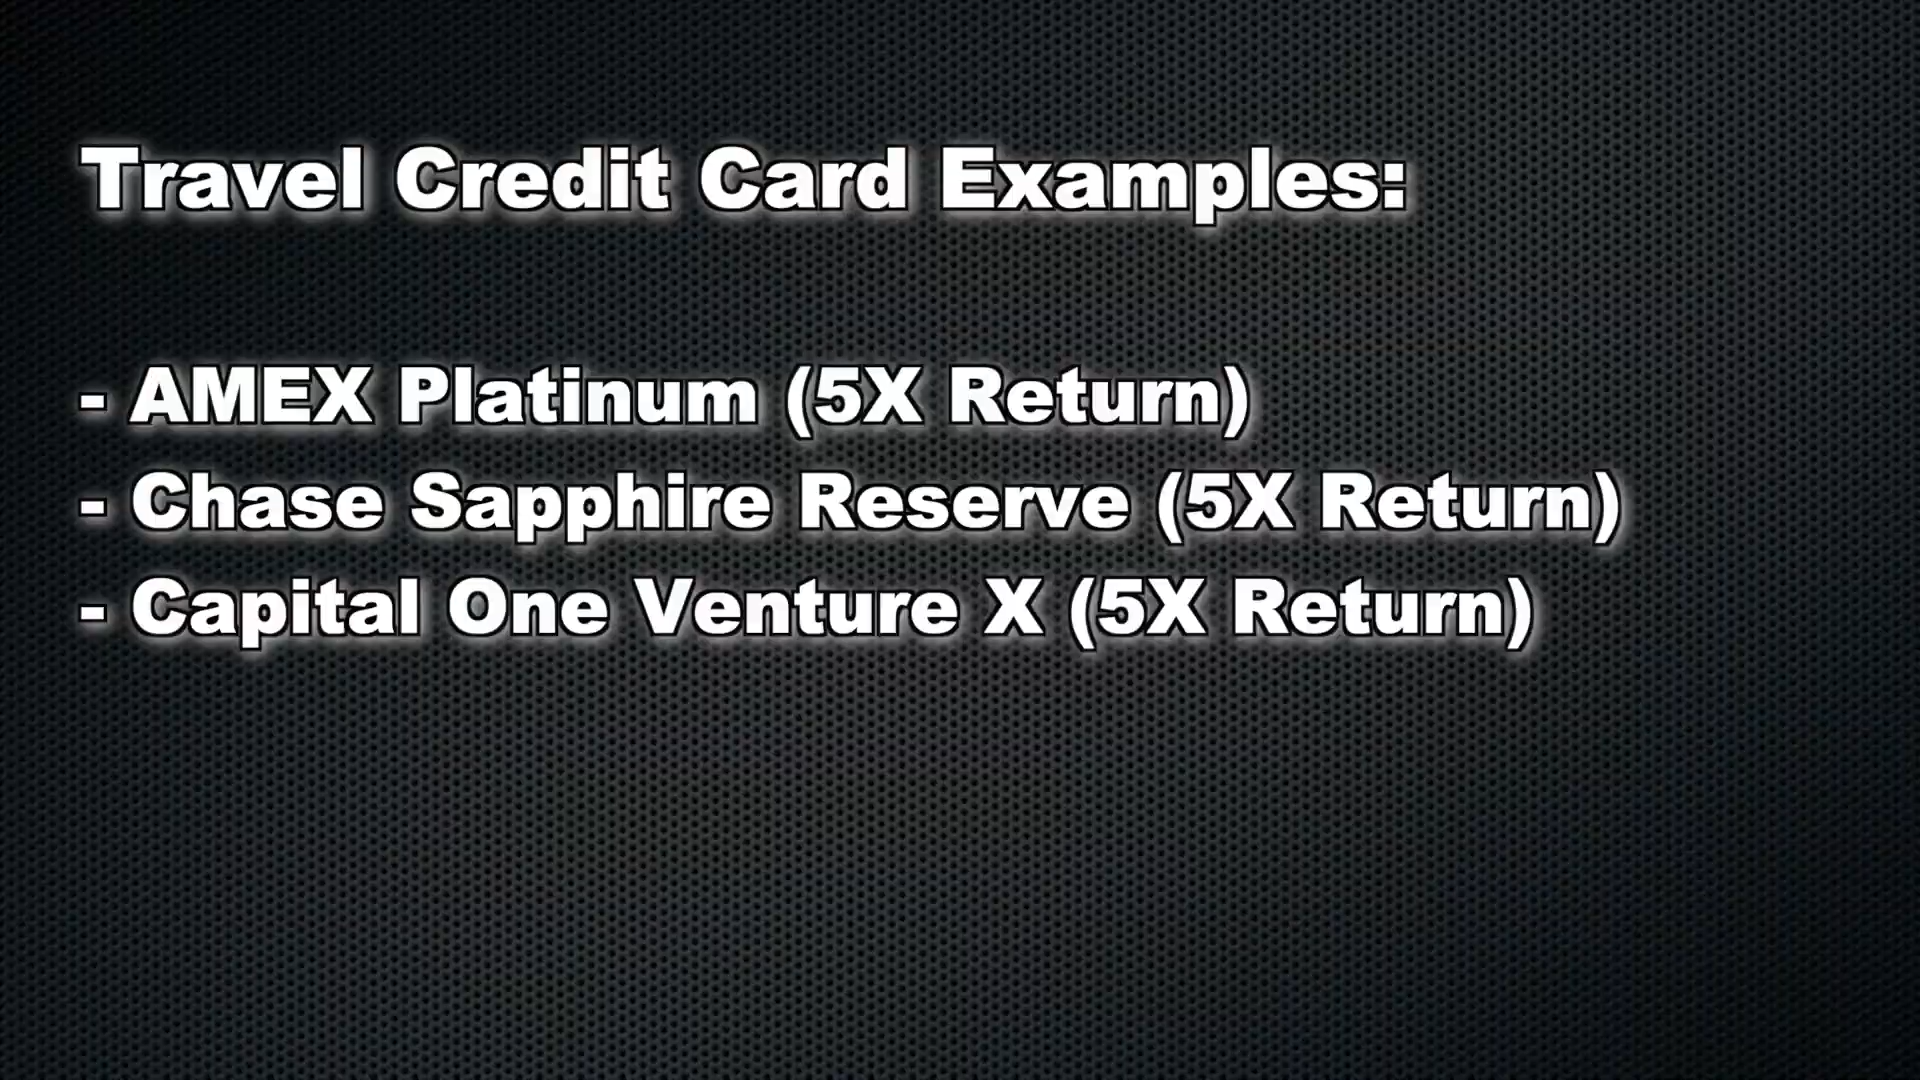 Travel Credit Card Examples:
- AMEX Platinum (5X Return)
- Chase Sapphire Reserve (5X Return)
- Capital One Venture X (5X Return)